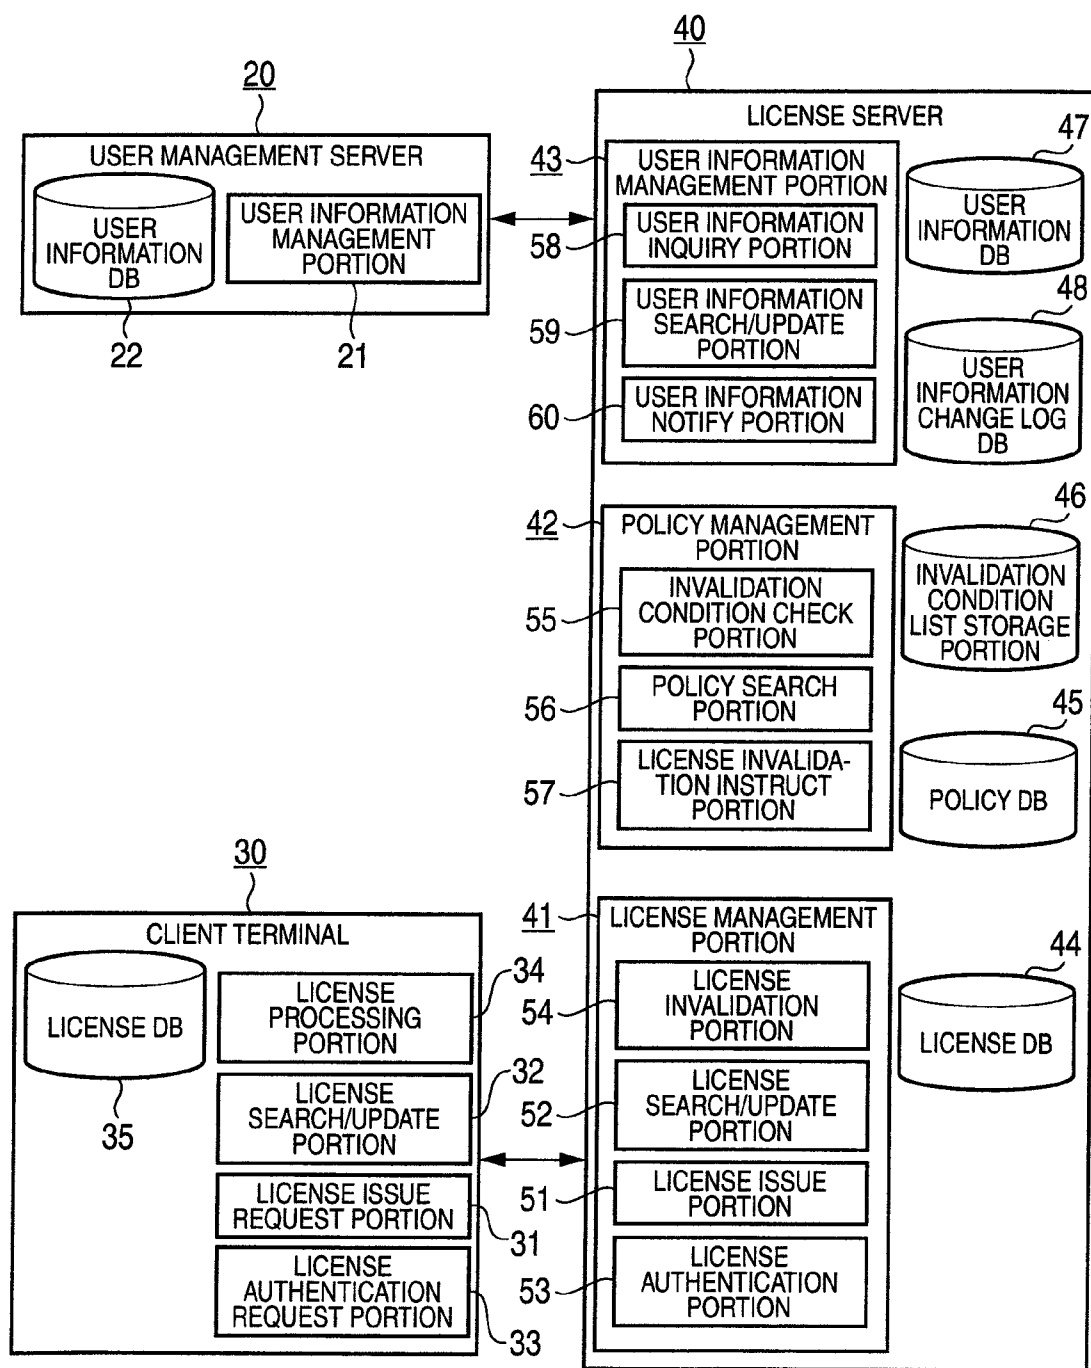 20
USER MANAGEMENT SERVER
USER
INFORMATION
DB
USER INFORMATION
MANAGEMENT
PORTION
22
21
40
LICENSE SERVER
43
USER INFORMATION
MANAGEMENT PORTION
58
USER INFORMATION
INQUIRY PORTION
59
USER INFORMATION
SEARCH/UPDATE
PORTION
60
USER INFORMATION
NOTIFY PORTION
47
USER
INFORMATION
DB
48
USER
INFORMATION
CHANGE LOG
DB
42
POLICY MANAGEMENT
PORTION
55
INVALIDATION
CONDITION CHECK
PORTION
56
POLICY SEARCH
PORTION
57
LICENSE INVALIDA-
TION INSTRUCT
PORTION
46
INVALIDATION
CONDITION
LIST STORAGE
PORTION
45
POLICY DB
30
CLIENT TERMINAL
LICENSE DB
35
34
LICENSE
PROCESSING
PORTION
32
LICENSE
SEARCH/UPDATE
PORTION
LICENSE ISSUE
REQUEST PORTION
31
LICENSE
AUTHENTICATION
REQUEST PORTION
33
41
LICENSE MANAGEMENT
PORTION
54
LICENSE
INVALIDATION
PORTION
52
LICENSE
SEARCH/UPDATE
PORTION
51
LICENSE ISSUE
PORTION
53
LICENSE
AUTHENTICATION
PORTION
44
LICENSE DB